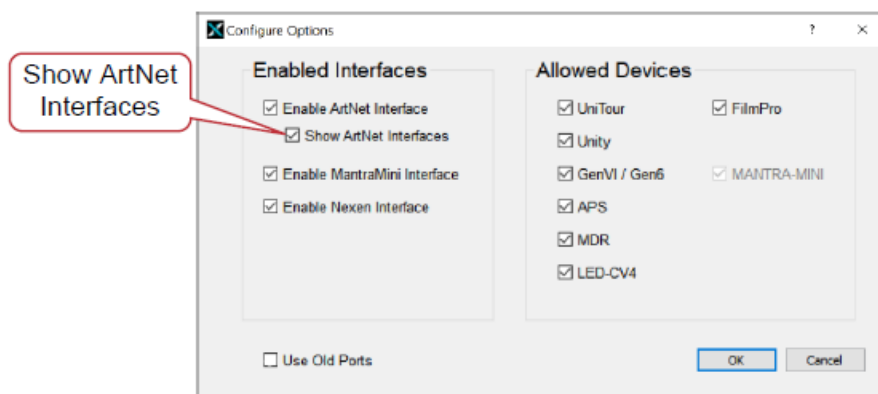 Configure Options
?
×
Show ArtNet
Interfaces
Enabled Interfaces
Enable ArtNet Interface
Show ArtNet Interfaces
Enable MantraMini Interface
Enable Nexen Interface
Allowed Devices
UniTour
FilmPro
Unity
GenVI / Gen6
MANTRA-MINI
APS
MDR
LED-CV4
Use Old Ports
OK
Cancel